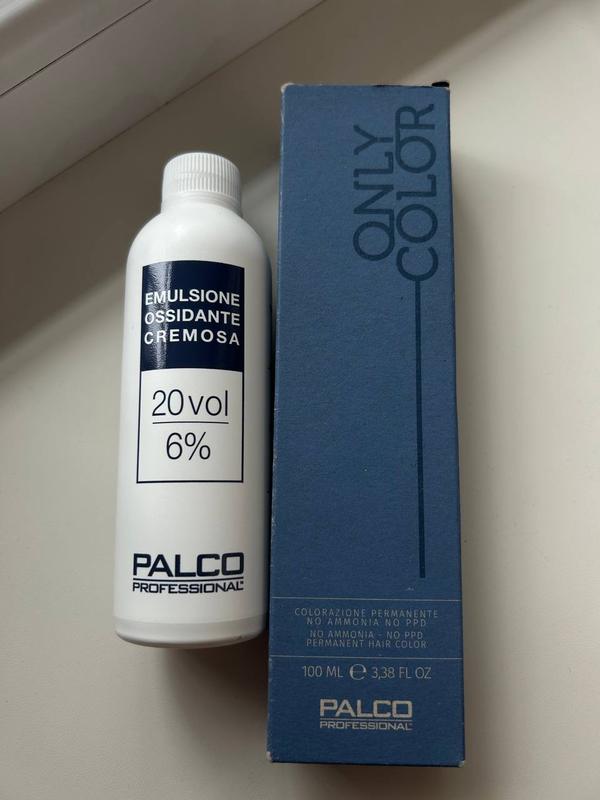 EMULSIONE
OSSIDANTE
CREMOSA
20 vol
6%
PALCO
PROFESSIONAL
ONLY
COLOR
COLORAZIONE PERMANENTE
NO AMMONIA NO PPD
NO AMMONIA - NO PPD
PERMANENT HAIR COLOR
100 ML ℮ 3,38 FL OZ
PALCO
PROFESSIONAL